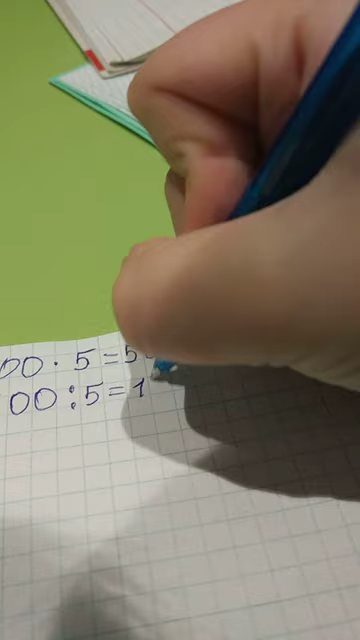 00 · 5 = 5
00 : 5 = 1